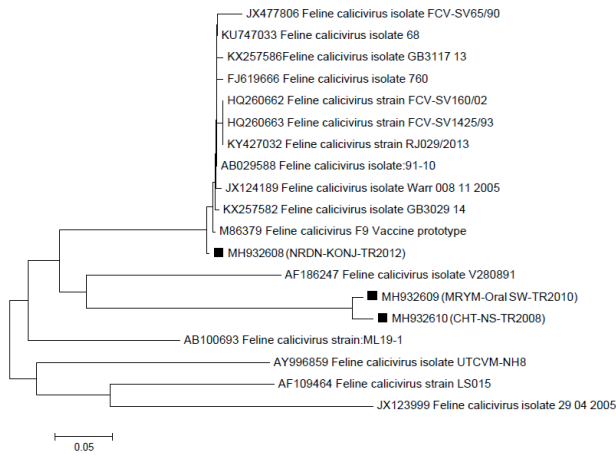 JX477806 Feline calicivirus isolate FCV-SV65/90
KU747033 Feline calicivirus isolate 68
KX257586Feline calicivirus isolate GB3117 13
FJ619666 Feline calicivirus isolate 760
HQ260662 Feline calicivirus strain FCV-SV160/02
HQ260663 Feline calicivirus strain FCV-SV1425/93
KY427032 Feline calicivirus strain RJ029/2013
AB029588 Feline calicivirus isolate:91-10
JX124189 Feline calicivirus isolate Warr 008 11 2005
KX257582 Feline calicivirus isolate GB3029 14
M86379 Feline calicivirus F9 Vaccine prototype
MH932608 (NRDN-KONJ-TR2012)
AF186247 Feline calicivirus isolate V280891
MH932609 (MRYM-Oral SW-TR2010)
MH932610 (CHT-NS-TR2008)
AB100693 Feline calicivirus strain:ML19-1
AY996859 Feline calicivirus isolate UTCVM-NH8
AF109464 Feline calicivirus strain LS015
JX123999 Feline calicivirus isolate 29 04 2005
0.05